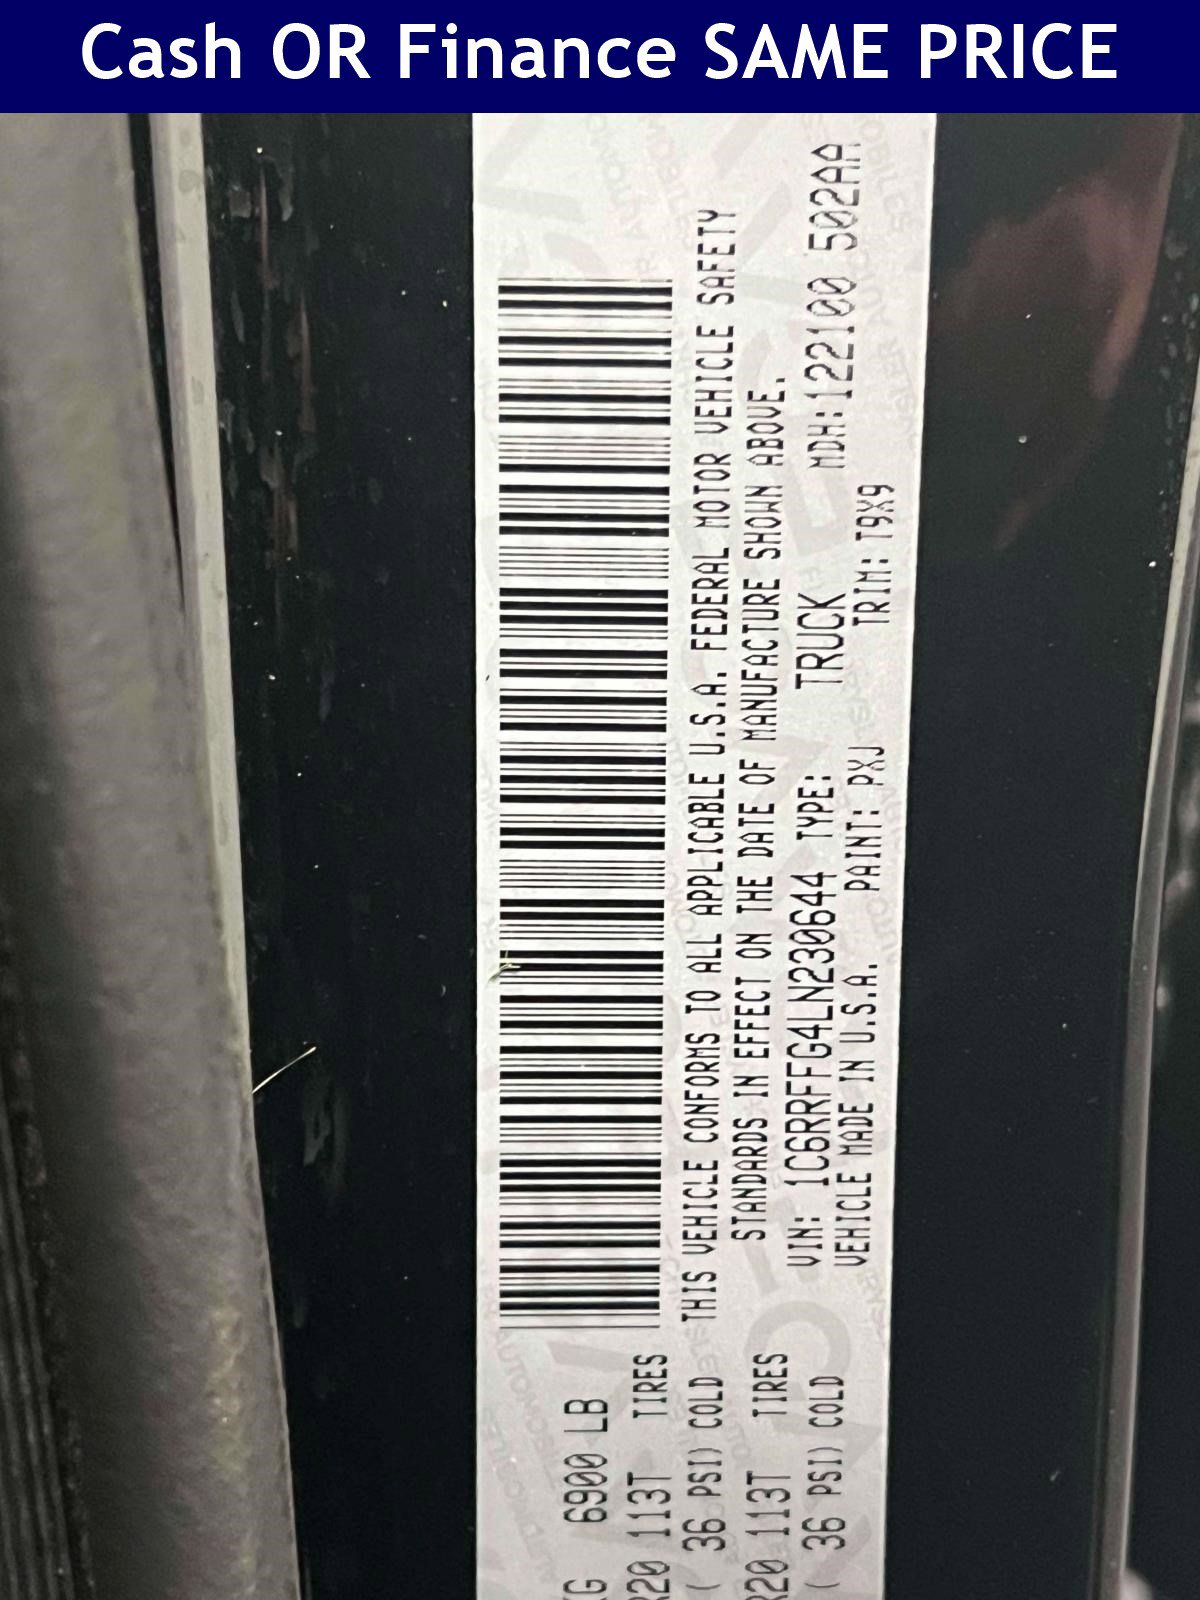 Cash OR Finance SAME PRICE
KG 6900 LB
R20 113T TIRES
( 36 PSI) COLD
R20 113T TIRES
( 36 PSI) COLD
THIS VEHICLE CONFORMS TO ALL APPLICABLE U.S.A. FEDERAL MOTOR VEHICLE SAFETY
STANDARDS IN EFFECT ON THE DATE OF MANUFACTURE SHOWN ABOVE.
VIN: 1C6RRFFG4LN230644 TYPE: TRUCK MDH:122100 502AA
VEHICLE MADE IN U.S.A. PAINT: PXJ TRIM: T9X9